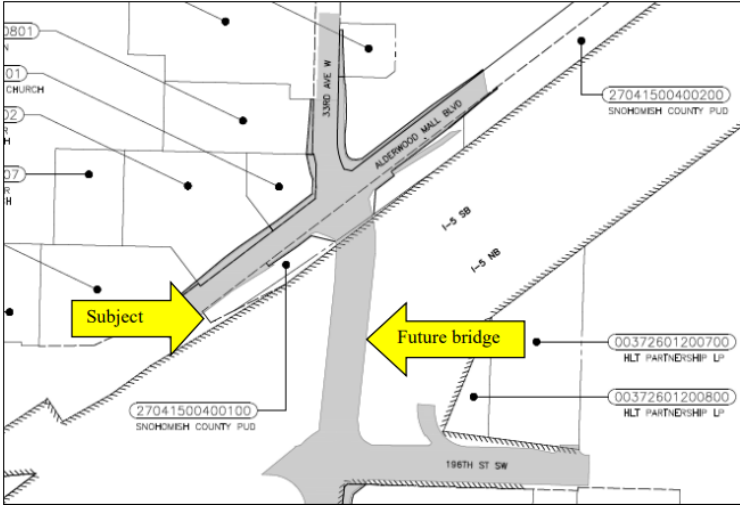 0801
N
01
CHURCH
02
R
H
07
R
H
33RD AVE W
ALDERWOOD MALL BLVD
27041500400200
SNOHOMISH COUNTY PUD
I-5 SB
I-5 NB
Subject
Future bridge
00372601200700
HLT PARTNERSHIP LP
27041500400100
SNOHOMISH COUNTY PUD
00372601200800
HLT PARTNERSHIP LP
196TH ST SW